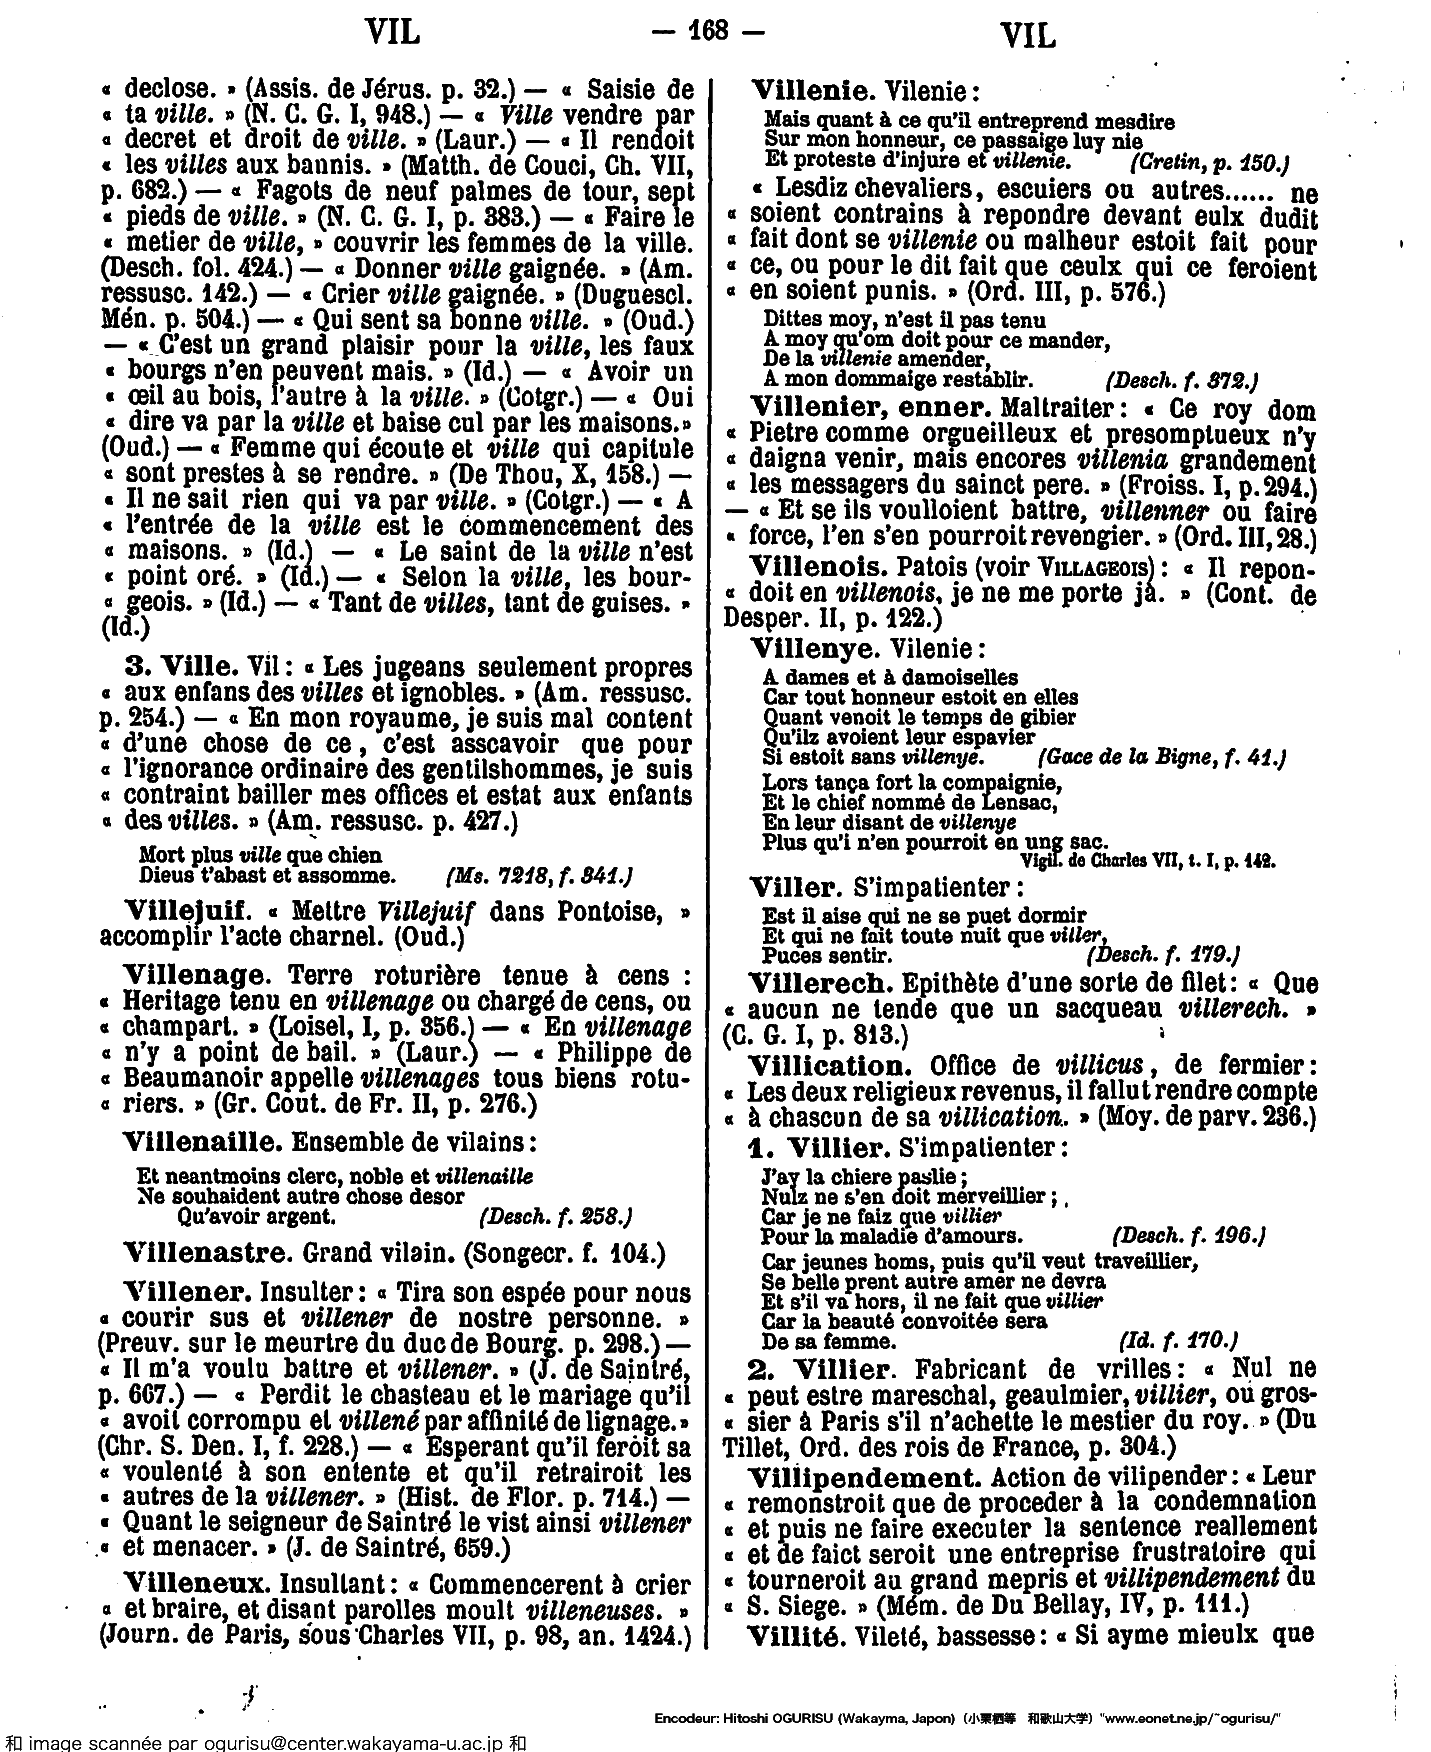 VIL — 168 — VIL
« declose. » (Assis. de Jérus. p. 32.) — « Saisie de
« ta ville. » (N. C. G. I, 948.) — « Ville vendre par
« decret et droit de ville. » (Laur.) — « Il rendoit
« les villes aux bannis. » (Matth. de Couci, Ch. VII,
p. 682.) — « Fagots de neuf palmes de tour, sept
« pieds de ville. » (N. C. G. I, p. 383.) — « Faire le
« metier de ville, » couvrir les femmes de la ville.
(Desch. fol. 424.) — « Donner ville gaignée. » (Am.
ressusc. 142.) — « Crier ville gaignée. » (Duguescl.
Mén. p. 504.) — « Qui sent sa bonne ville. » (Oud.)
— « C'est un grand plaisir pour la ville, les faux
« bourgs n'en peuvent mais. » (Id.) — « Avoir un
« œil au bois, l'autre à la ville. » (Cotgr.) — « Oui
« dire va par la ville et baise cul par les maisons. »
(Oud.) — « Femme qui écoute et ville qui capitule
« sont prestes à se rendre. » (De Thou, X, 158.) —
« Il ne sait rien qui va par ville. » (Cotgr.) — « A
« l'entrée de la ville est le commencement des
« maisons. » (Id.) — « Le saint de la ville n'est
« point oré. » (Id.) — « Selon la ville, les bour-
« geois. » (Id.) — « Tant de villes, tant de guises. »
(Id.)
3. Ville. Vil : « Les jugeans seulement propres
« aux enfans des villes et ignobles. » (Am. ressusc.
p. 254.) — « En mon royaume, je suis mal content
« d'une chose de ce, c'est asscavoir que pour
« l'ignorance ordinaire des gentilshommes, je suis
« contraint bailler mes offices et estat aux enfants
« des villes. » (Am. ressusc. p. 427.)
Mort plus ville que chien
Dieus t'abast et assomme. (Ms. 7218, f. 341.)
Villejuif. « Mettre Villejuif dans Pontoise, »
accomplir l'acte charnel. (Oud.)
Villenage. Terre roturière tenue à cens :
« Heritage tenu en villenage ou chargé de cens, ou
« champart. » (Loisel, I, p. 356.) — « En villenage
« n'y a point de bail. » (Laur.) — « Philippe de
« Beaumanoir appelle villenages tous biens rotu-
« riers. » (Gr. Cout. de Fr. II, p. 276.)
Villenaille. Ensemble de vilains :
Et neantmoins clerc, noble et villenaille
Ne souhaident autre chose desor
Qu'avoir argent. (Desch. f. 258.)
Villenastre. Grand vilain. (Songecr. f. 104.)
Villener. Insulter : « Tira son espée pour nous
« courir sus et villener de nostre personne. »
(Preuv. sur le meurtre du duc de Bourg. p. 298.) —
« Il m'a voulu battre et villener. » (J. de Saintré,
p. 667.) — « Perdit le chasteau et le mariage qu'il
« avoit corrompu et villené par affinité de lignage. »
(Chr. S. Den. I, f. 228.) — « Esperant qu'il feroit sa
« voulenté à son entente et qu'il retrairoit les
« autres de la villener. » (Hist. de Flor. p. 714.) —
« Quant le seigneur de Saintré le vist ainsi villener
« et menacer. » (J. de Saintré, 659.)
Villeneux. Insultant : « Commencerent à crier
« et braire, et disant parolles moult villeneuses. »
(Journ. de Paris, sous Charles VII, p. 98, an. 1424.)
Villenie. Vilenie :
Mais quant à ce qu'il entreprend mesdire
Sur mon honneur, ce passaige luy nie
Et proteste d'injure et villenie. (Cretin, p. 150.)
« Lesdiz chevaliers, escuiers ou autres...... ne
« soient contrains à repondre devant eulx dudit
« fait dont se villenie ou malheur estoit fait pour
« ce, ou pour le dit fait que ceulx qui ce feroient
« en soient punis. » (Ord. III, p. 576.)
Dittes moy, n'est il pas tenu
A moy qu'om doit pour ce mander,
De la villenie amender,
A mon dommaige restablir. (Desch. f. 372.)
Villenier, enner. Maltraiter : « Ce roy dom
« Pietre comme orgueilleux et presomptueux n'y
« daigna venir, mais encores villenia grandement
« les messagers du sainct pere. » (Froiss. I, p. 294.)
— « Et se ils voulloient battre, villenner ou faire
« force, l'en s'en pourroit revengier. » (Ord. III, 28.)
Villenois. Patois (voir VILLAGEOIS) : « Il repon-
« doit en villenois, je ne me porte jà. » (Cont. de
Desper. II, p. 122.)
Villenye. Vilenie :
A dames et à damoiselles
Car tout honneur estoit en elles
Quant venoit le temps de gibier
Qu'ilz avoient leur espavier
Si estoit sans villenye. (Gace de la Bigne, f. 41.)
Lors tança fort la compaignie,
Et le chief nommé de Lensac,
En leur disant de villenye
Plus qu'i n'en pourroit en ung sac.
Vigil. de Charles VII, t. I, p. 142.
Viller. S'impatienter :
Est il aise qui ne se puet dormir
Et qui ne fait toute nuit que viller,
Puces sentir. (Desch. f. 179.)
Villerech. Epithète d'une sorte de filet : « Que
« aucun ne tende que un sacqueau villerech. »
(C. G. I, p. 813.)
Villication. Office de villicus, de fermier :
« Les deux religieux revenus, il fallut rendre compte
« à chascun de sa villication. » (Moy. de parv. 236.)
1. Villier. S'impatienter :
J'ay la chiere paslie ;
Nulz ne s'en doit merveillier ;
Car je ne faiz que villier
Pour la maladie d'amours. (Desch. f. 196.)
Car jeunes homs, puis qu'il veut traveillier,
Se belle prent autre amer ne devra
Et s'il va hors, il ne fait que villier
Car la beauté convoitée sera
De sa femme. (Id. f. 170.)
2. Villier. Fabricant de vrilles : « Nul ne
« peut estre mareschal, geaulmier, villier, ou gros-
« sier à Paris s'il n'achette le mestier du roy. » (Du
Tillet, Ord. des rois de France, p. 304.)
Villipendement. Action de vilipender : « Leur
« remonstroit que de proceder à la condemnation
« et puis ne faire executer la sentence reallement
« et de faict seroit une entreprise frustratoire qui
« tourneroit au grand mepris et villipendement du
« S. Siege. » (Mém. de Du Bellay, IV, p. 111.)
Villité. Vileté, bassesse : « Si ayme mieulx que
Encodeur: Hitoshi OGURISU (Wakayma, Japon) (小栗栖等 和歌山大学) "www.eonet.ne.jp/~ogurisu/"
和 image scannée par ogurisu@center.wakayama-u.ac.jp 和